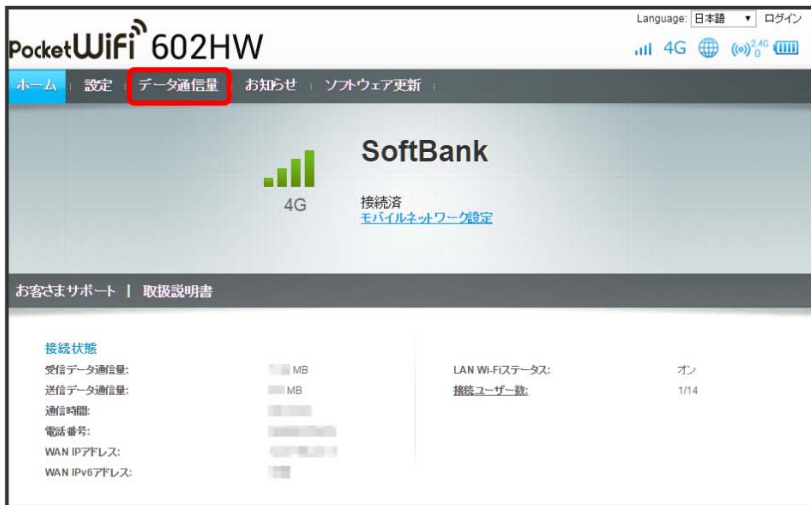 Language: 日本語 ▼ ログイン
PocketWiFi 602HW
4G 2.4G 0
ホーム 設定 データ通信量 お知らせ ソフトウェア更新
SoftBank
4G
接続済
モバイルネットワーク設定
お客さまサポート | 取扱説明書
接続状態
受信データ通信量: MB
LAN Wi-Fiステータス: オン
送信データ通信量: MB
接続ユーザー数: 1/14
通信時間:
電話番号:
WAN IPアドレス:
WAN IPv6アドレス: